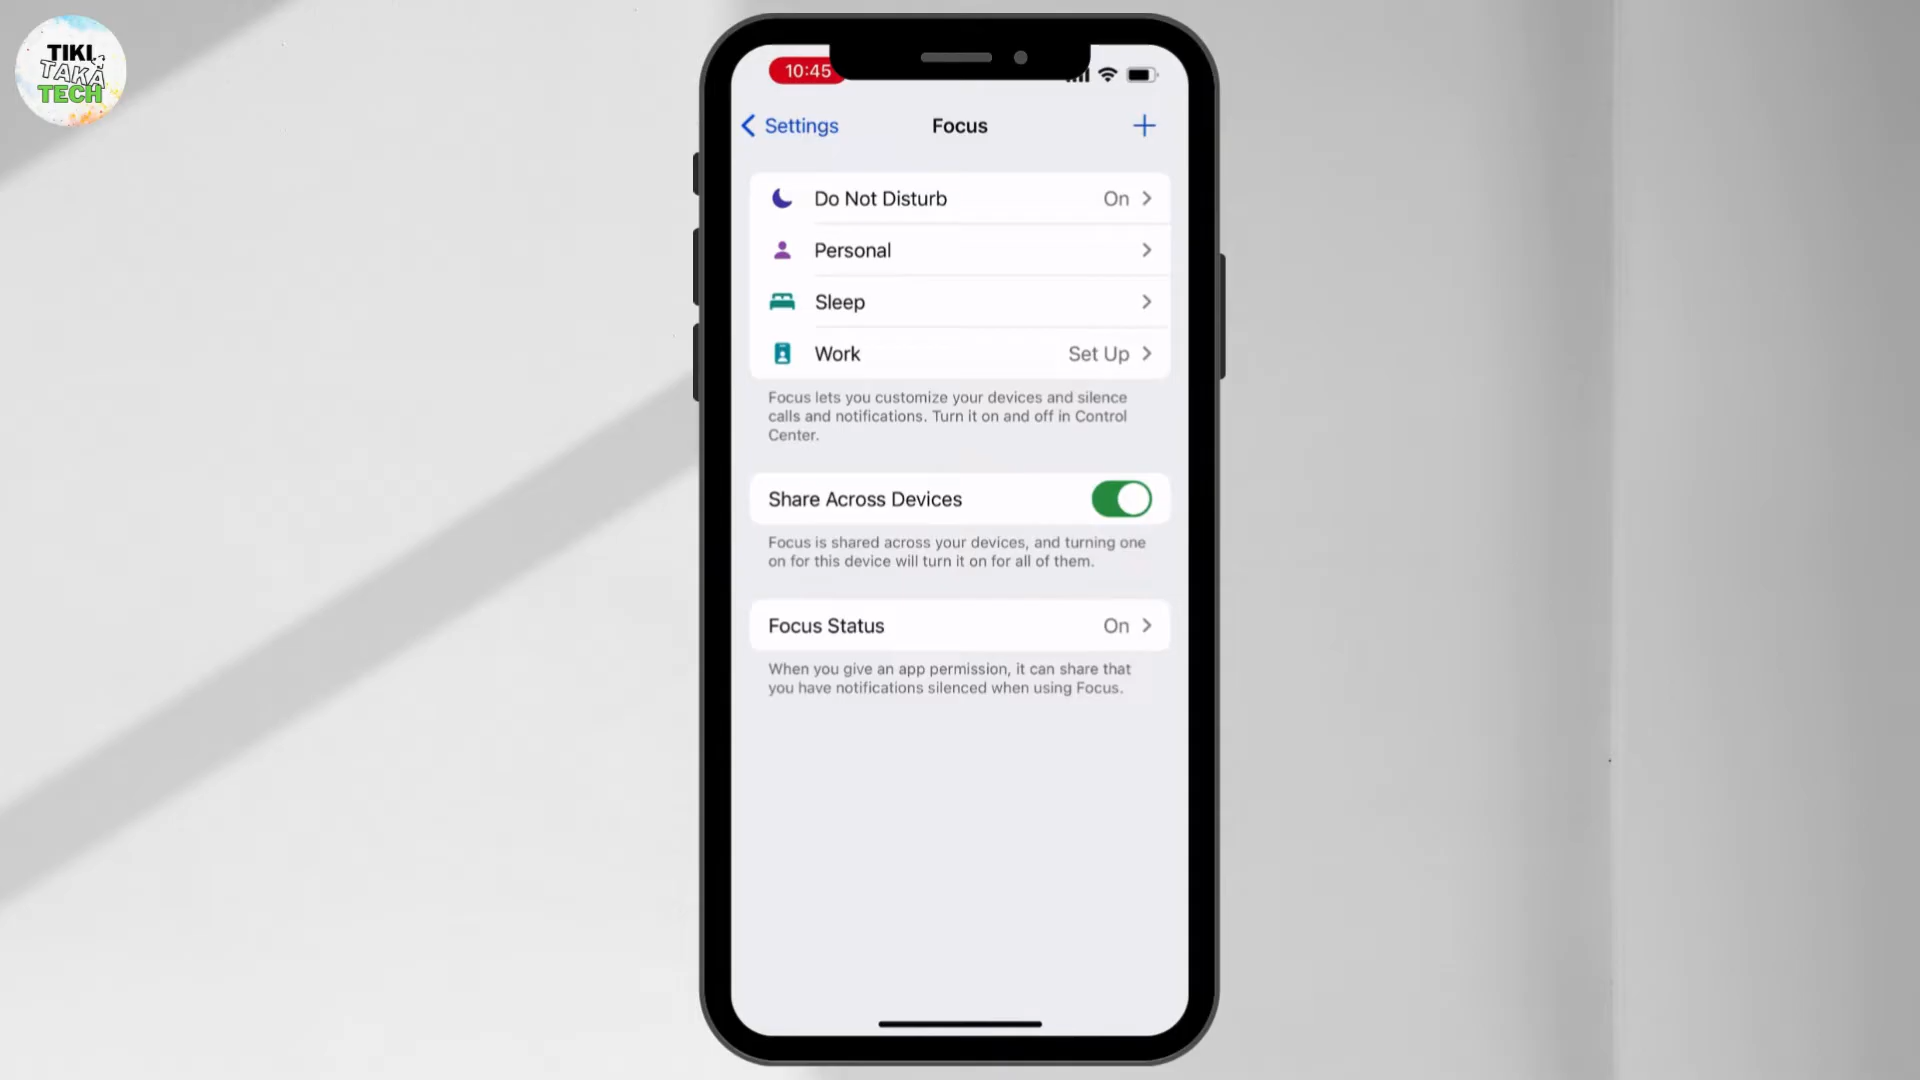 TIKI
TAKA
TECH
10:45
Settings
Focus
Do Not Disturb
On
Personal
Sleep
Work
Set Up
Focus lets you customize your devices and silence
calls and notifications. Turn it on and off in Control
Center.
Share Across Devices
Focus is shared across your devices, and turning one
on for this device will turn it on for all of them.
Focus Status
On
When you give an app permission, it can share that
you have notifications silenced when using Focus.